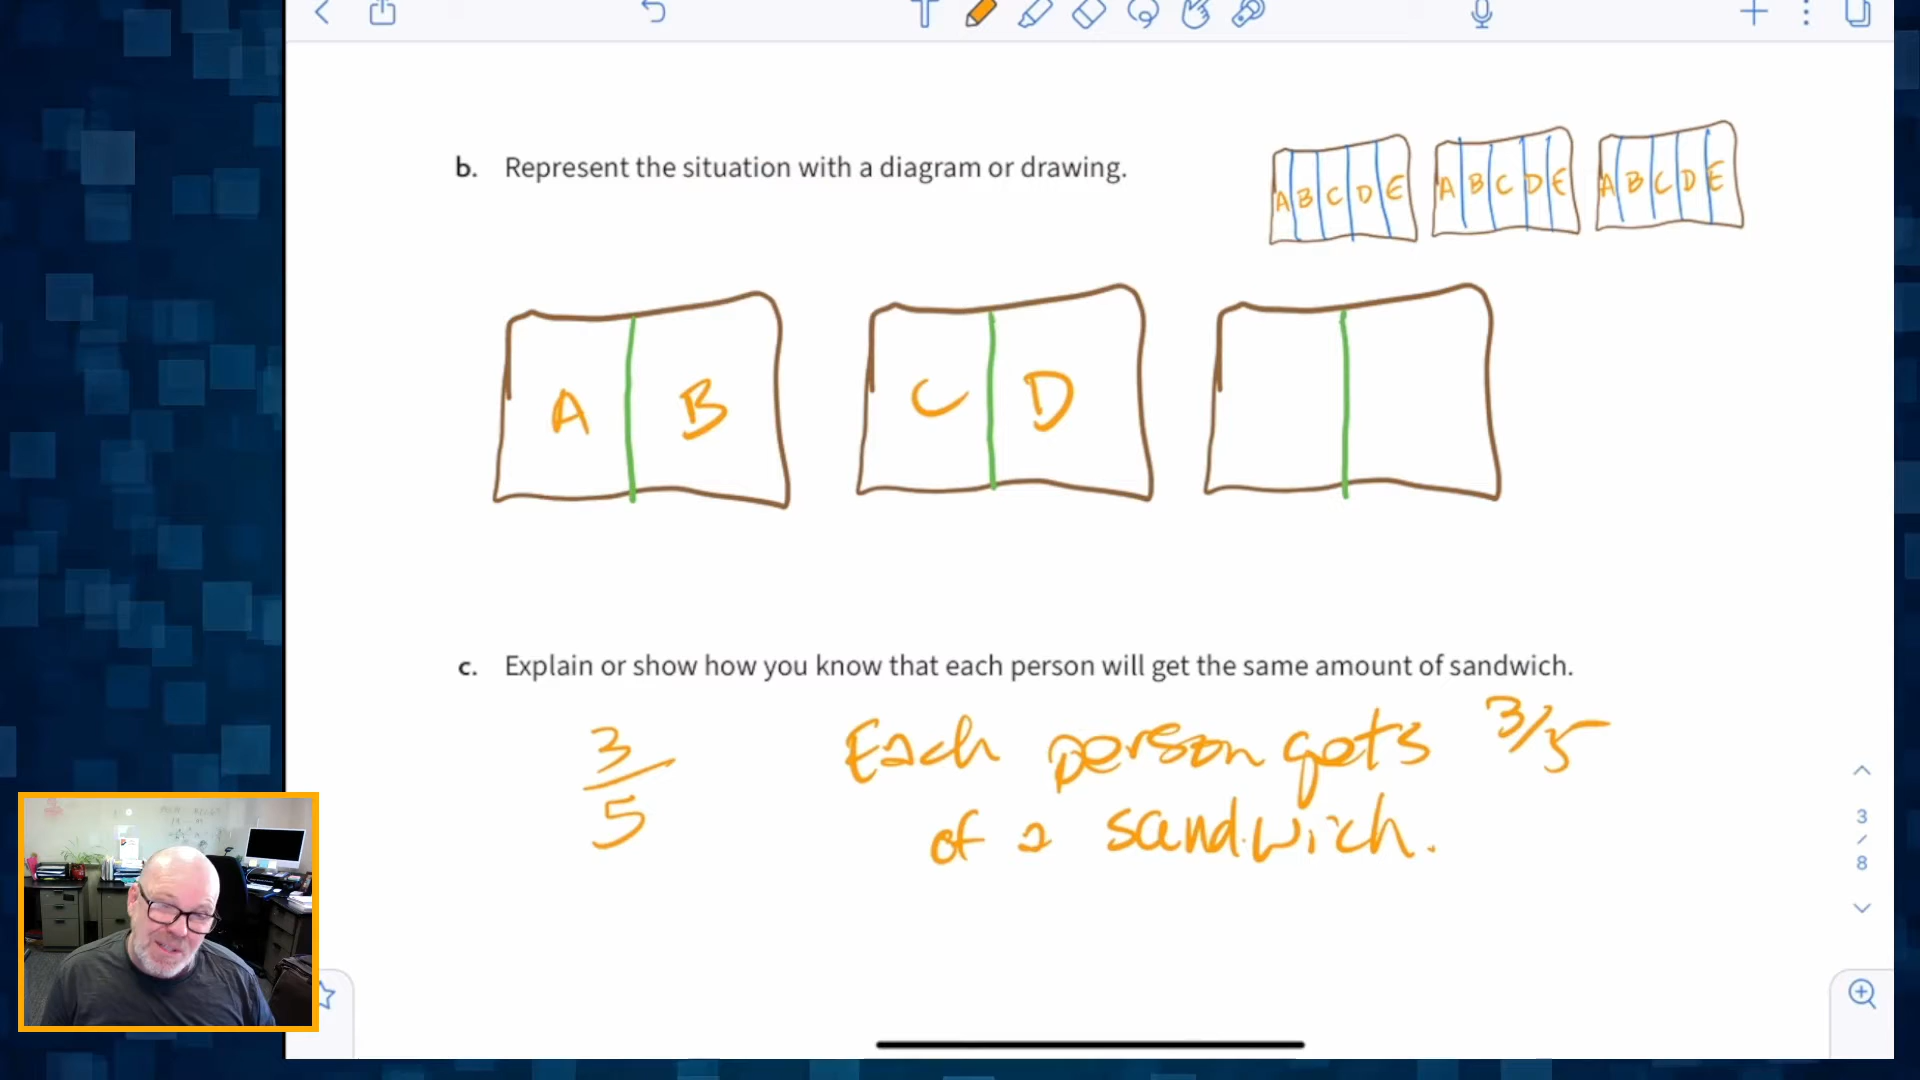 b. Represent the situation with a diagram or drawing.
A B C D E A B C D E A B C D E
A B C D
c. Explain or show how you know that each person will get the same amount of sandwich.
3/5 Each person gets 3/5
of a sandwich.
3
/
8